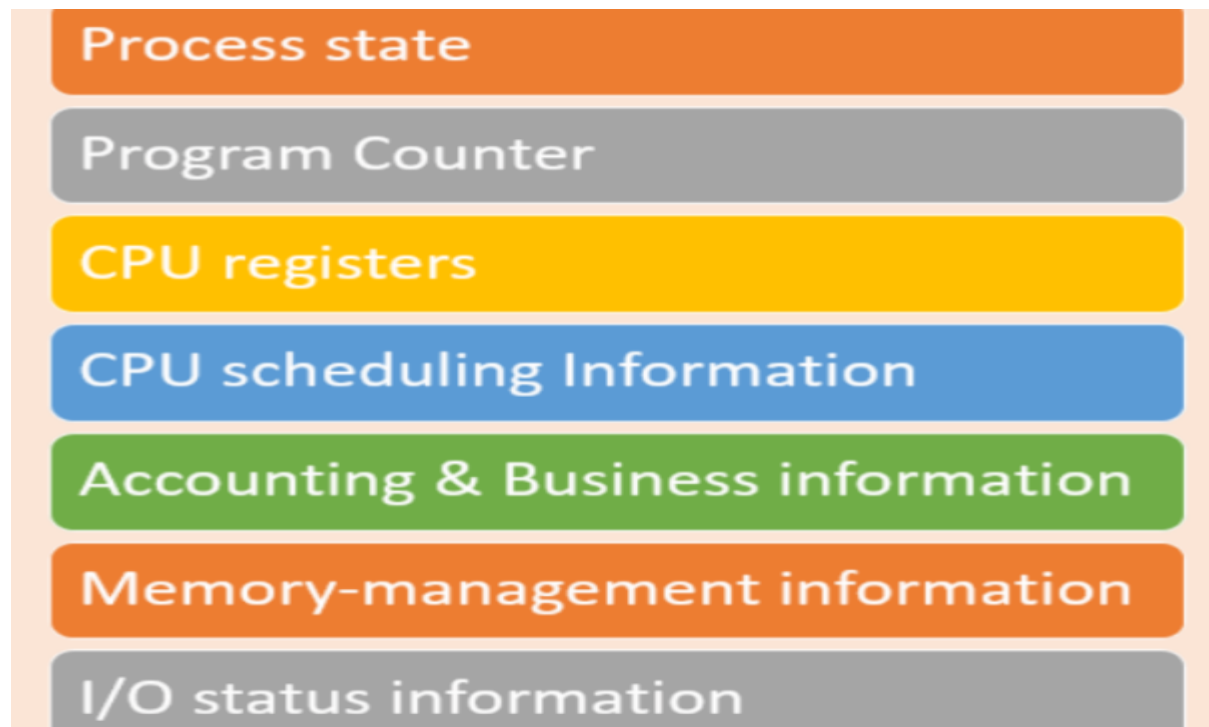 Process state
Program Counter
CPU registers
CPU scheduling Information
Accounting & Business information
Memory-management information
I/O status information